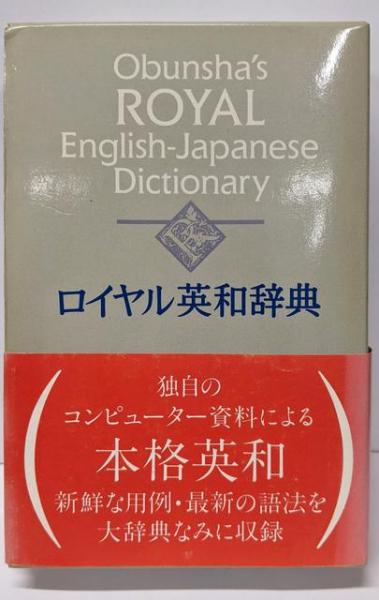 Obunsha's
ROYAL
English-Japanese
Dictionary
ロイヤル英和辞典
独自の
コンピューター資料による
本格英和
新鮮な用例・最新の語法を
大辞典なみに収録